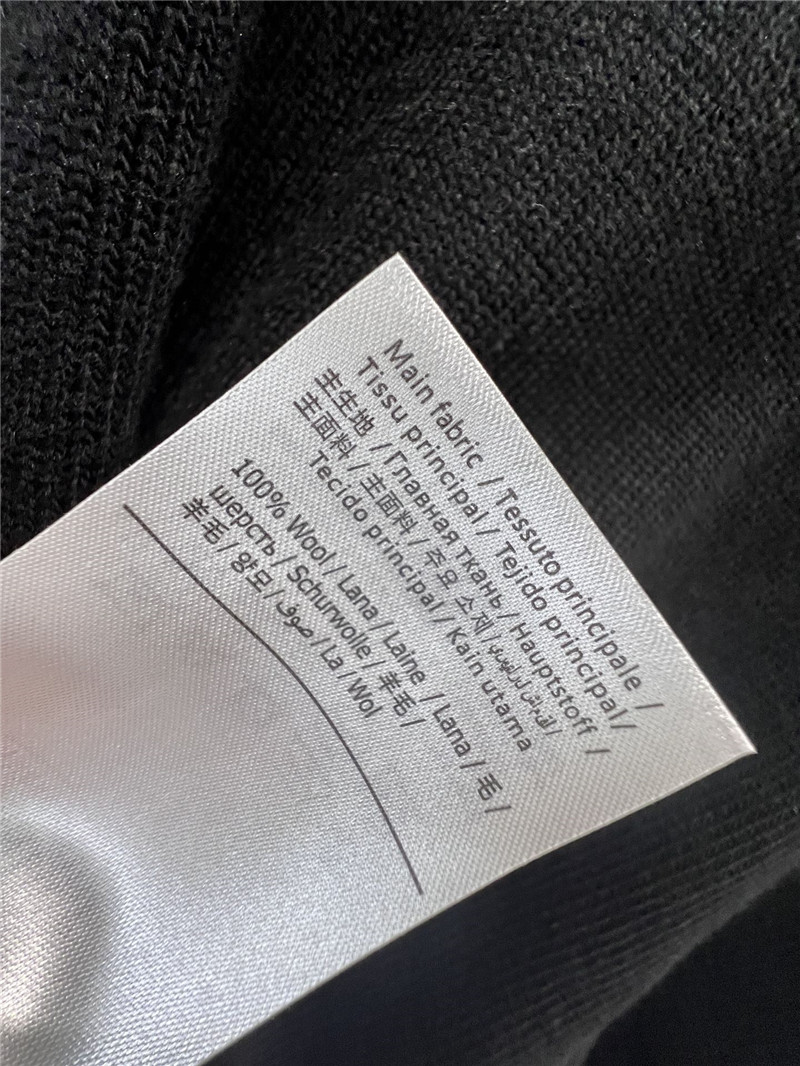 Main fabric / Tessuto principale /
Tissu principal / Tejido principal/
主生地 / Главная ткань / Hauptstoff /
主面料 / 主面料 / 주요 소재 /
Tecido principal / Kain utama
100% Wool / Lana / Laine / Lana / 毛 /
шерсть / Schurwolle / 羊毛 /
羊毛 / 양모 / صوف / La / Wol